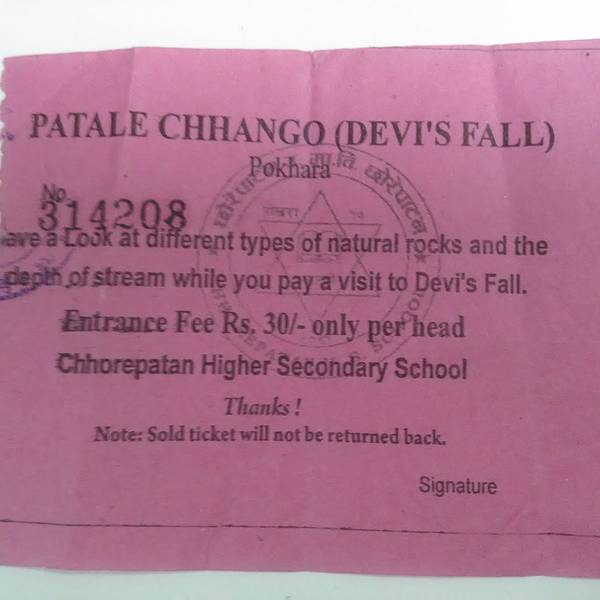 PATALE CHHANGO (DEVI'S FALL)
Pokhara
No.
314208
ave a Look at different types of natural rocks and the
depth of stream while you pay a visit to Devi's Fall.
Entrance Fee Rs. 30/- only per head
Chhorepatan Higher Secondary School
Thanks !
Note: Sold ticket will not be returned back.
Signature